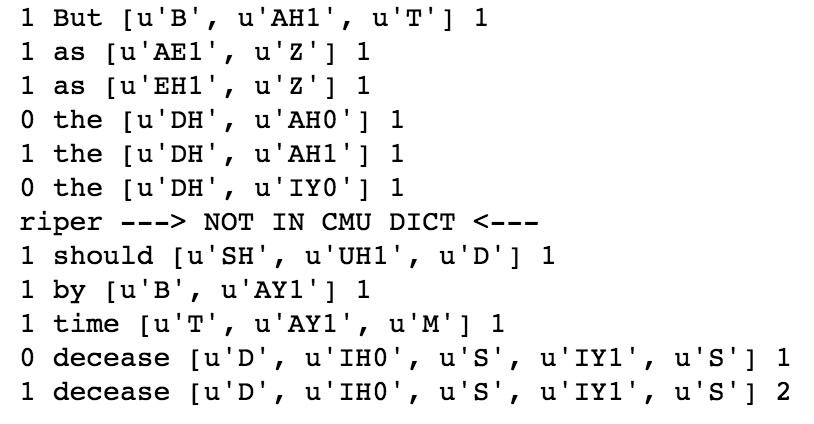 1 But [u'B', u'AH1', u'T'] 1
1 as [u'AE1', u'Z'] 1
1 as [u'EH1', u'Z'] 1
0 the [u'DH', u'AH0'] 1
1 the [u'DH', u'AH1'] 1
0 the [u'DH', u'IY0'] 1
riper ---> NOT IN CMU DICT <---
1 should [u'SH', u'UH1', u'D'] 1
1 by [u'B', u'AY1'] 1
1 time [u'T', u'AY1', u'M'] 1
0 decease [u'D', u'IH0', u'S', u'IY1', u'S'] 1
1 decease [u'D', u'IH0', u'S', u'IY1', u'S'] 2